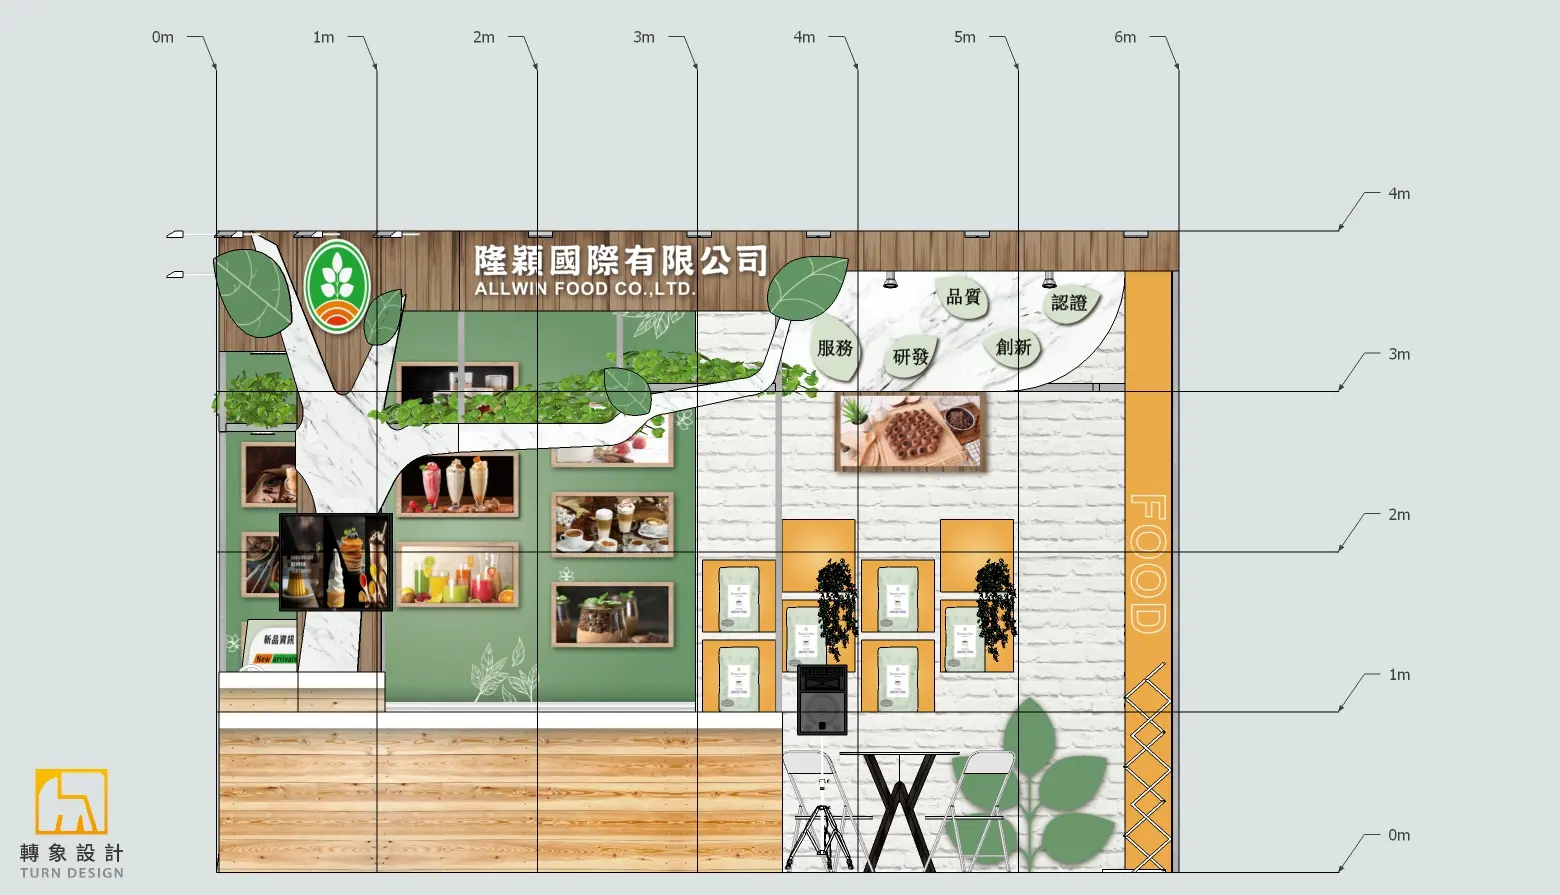 0m
1m
2m
3m
4m
5m
6m
4m
3m
2m
1m
0m
隆穎國際有限公司
ALLWIN FOOD CO.,LTD.
品質
認證
服務
研發
創新
FOOD
新品資訊
New arrivals
轉象設計
TURN DESIGN